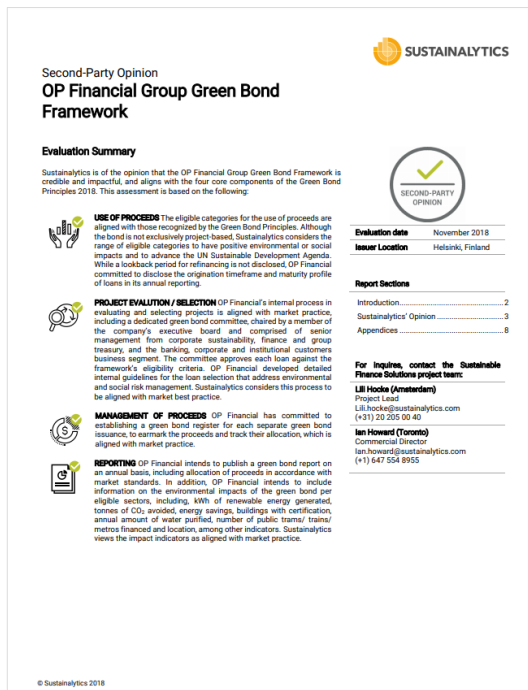 SUSTAINALYTICS
Second-Party Opinion
OP Financial Group Green Bond
Framework
Evaluation Summary
Sustainalytics is of the opinion that the OP Financial Group Green Bond Framework is
credible and impactful, and aligns with the four core components of the Green Bond
Principles 2018. This assessment is based on the following:
USE OF PROCEEDS The eligible categories for the use of proceeds are
aligned with those recognized by the Green Bond Principles. Although
the bond is not exclusively project-based, Sustainalytics considers the
range of eligible categories to have positive environmental or social
impacts and to advance the UN Sustainable Development Agenda.
While a lookback period for refinancing is not disclosed, OP Financial
committed to disclose the origination timeframe and maturity profile
of loans in its annual reporting.
PROJECT EVALUTION / SELECTION OP Financial's internal process in
evaluating and selecting projects is aligned with market practice,
including a dedicated green bond committee, chaired by a member of
the company's executive board and comprised of senior
management from corporate sustainability, finance and group
treasury, and the banking, corporate and institutional customers
business segment. The committee approves each loan against the
framework's eligibility criteria. OP Financial developed detailed
internal guidelines for the loan selection that address environmental
and social risk management. Sustainalytics considers this process to
be aligned with market best practice.
MANAGEMENT OF PROCEEDS OP Financial has committed to
establishing a green bond register for each separate green bond
issuance, to earmark the proceeds and track their allocation, which is
aligned with market practice.
REPORTING OP Financial intends to publish a green bond report on
an annual basis, including allocation of proceeds in accordance with
market standards. In addition, OP Financial intends to include
information on the environmental impacts of the green bond per
eligible sectors, including, kWh of renewable energy generated,
tonnes of CO₂ avoided, energy savings, buildings with certification,
annual amount of water purified, number of public trams/ trains/
metros financed and location, among other indicators. Sustainalytics
views the impact indicators as aligned with market practice.
SECOND-PARTY
OPINION
Evaluation date November 2018
Issuer Location Helsinki, Finland
Report Sections
Introduction.......................................................2
Sustainalytics' Opinion.......................................3
Appendices.......................................................8
For Inquires, contact the Sustainable
Finance Solutions project team:
Lili Hocke (Amsterdam)
Project Lead
Lili.hocke@sustainalytics.com
(+31) 20 205 00 40
Ian Howard (Toronto)
Commercial Director
Ian.howard@sustainalytics.com
(+1) 647 554 8955
© Sustainalytics 2018